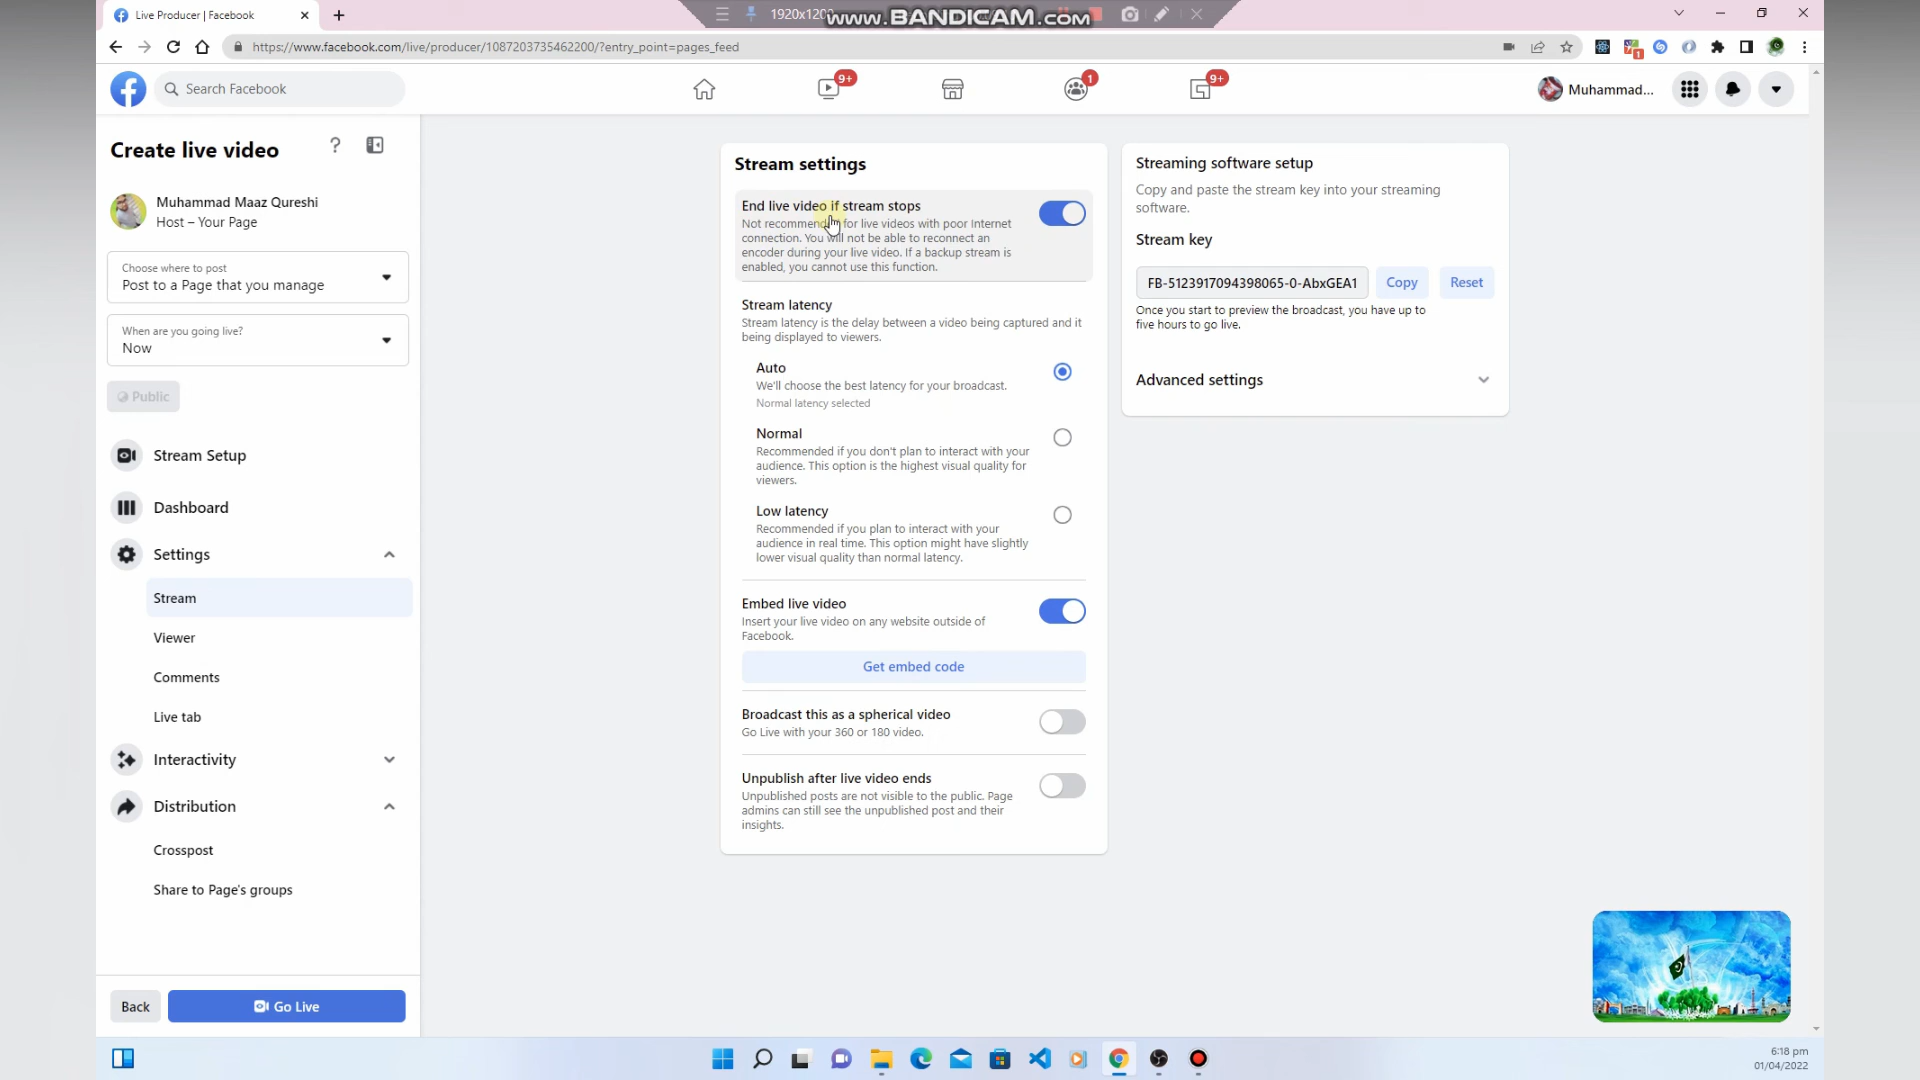 Live Producer | Facebook
1920x120
www.BANDICAM.com
https://www.facebook.com/live/producer/1087203735462200/?entry_point=pages_feed
1
Search Facebook
9+
1
9+
Muhammad...
Create live video
?
Muhammad Maaz Qureshi
Host – Your Page
Choose where to post
Post to a Page that you manage
When are you going live?
Now
Public
Stream Setup
Dashboard
Settings
Stream
Viewer
Comments
Live tab
Interactivity
Distribution
Crosspost
Share to Page's groups
Back
Go Live
Stream settings
End live video if stream stops
Not recommended for live videos with poor Internet
connection. You will not be able to reconnect an
encoder during your live video. If a backup stream is
enabled, you cannot use this function.
Stream latency
Stream latency is the delay between a video being captured and it
being displayed to viewers.
Auto
We'll choose the best latency for your broadcast.
Normal latency selected
Normal
Recommended if you don't plan to interact with your
audience. This option is the highest visual quality for
viewers.
Low latency
Recommended if you plan to interact with your
audience in real time. This option might have slightly
lower visual quality than normal latency.
Embed live video
Insert your live video on any website outside of
Facebook.
Get embed code
Broadcast this as a spherical video
Go Live with your 360 or 180 video.
Unpublish after live video ends
Unpublished posts are not visible to the public. Page
admins can still see the unpublished post and their
insights.
Streaming software setup
Copy and paste the stream key into your streaming
software.
Stream key
FB-5123917094398065-0-AbxGEA1
Copy
Reset
Once you start to preview the broadcast, you have up to
five hours to go live.
Advanced settings
6:18 pm
01/04/2022